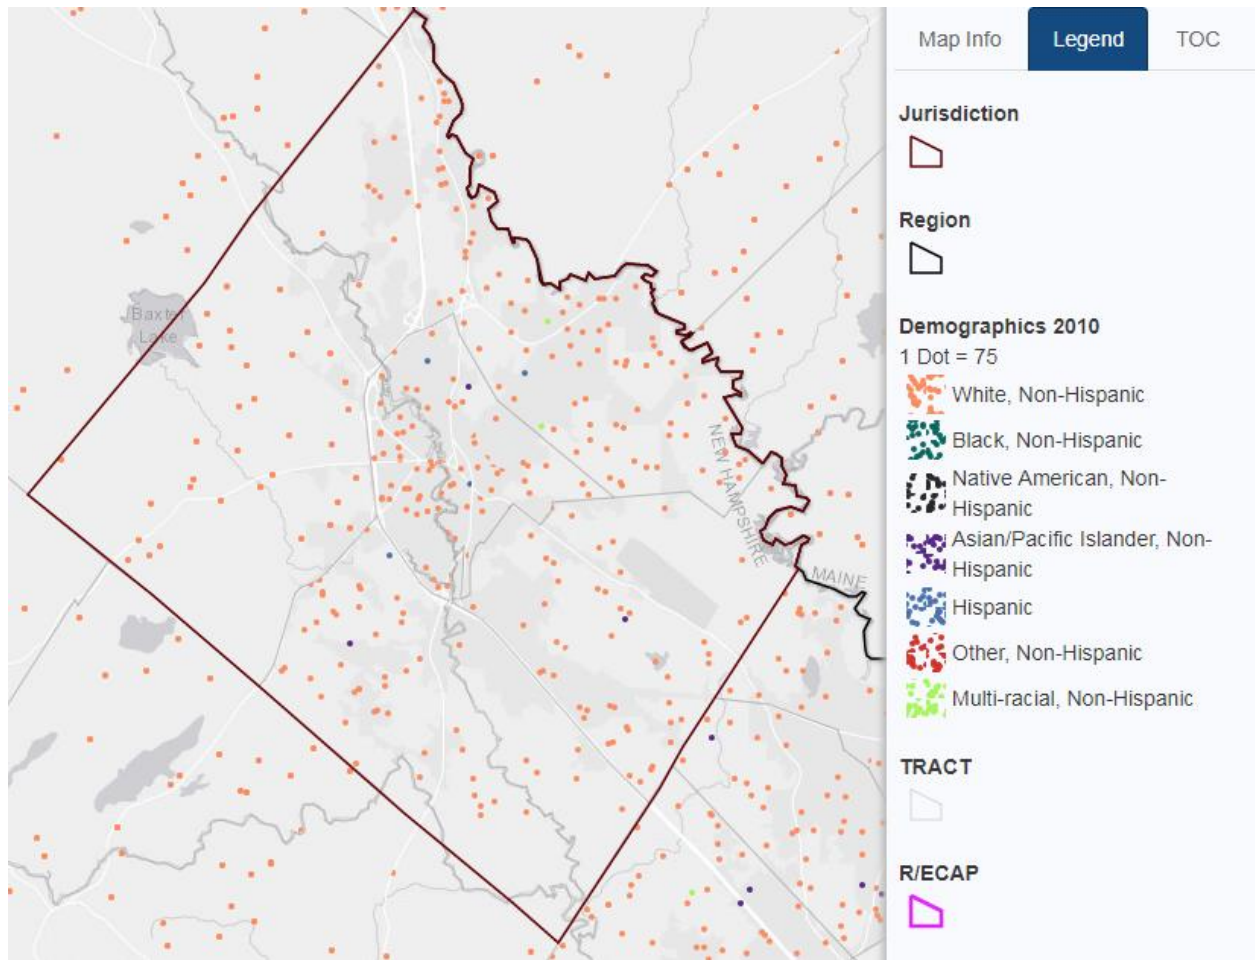 Map Info Legend TOC
Jurisdiction
Region
Demographics 2010
1 Dot = 75
White, Non-Hispanic
Black, Non-Hispanic
Native American, Non-
Hispanic
Asian/Pacific Islander, Non-
Hispanic
Hispanic
Other, Non-Hispanic
Multi-racial, Non-Hispanic
TRACT
R/ECAP
Baxter
Lake
NEW HAMPSHIRE
MAINE